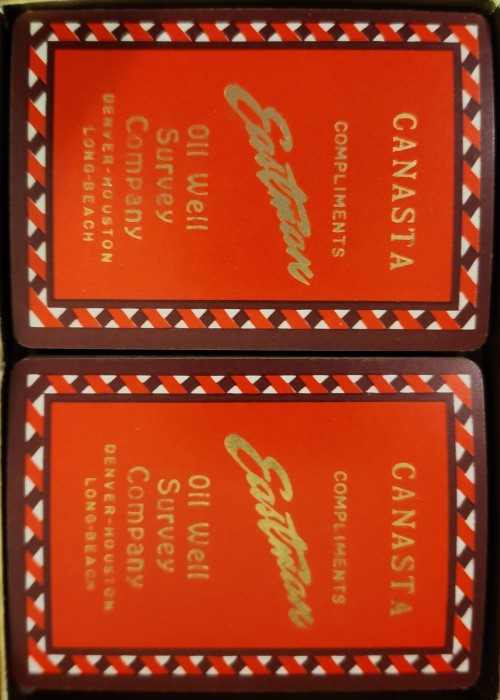 CANASTA
COMPLIMENTS
Eastman
Oil Well
Survey
Company
DENVER-HOUSTON
LONG-BEACH
CANASTA
COMPLIMENTS
Eastman
Oil Well
Survey
Company
DENVER-HOUSTON
LONG-BEACH